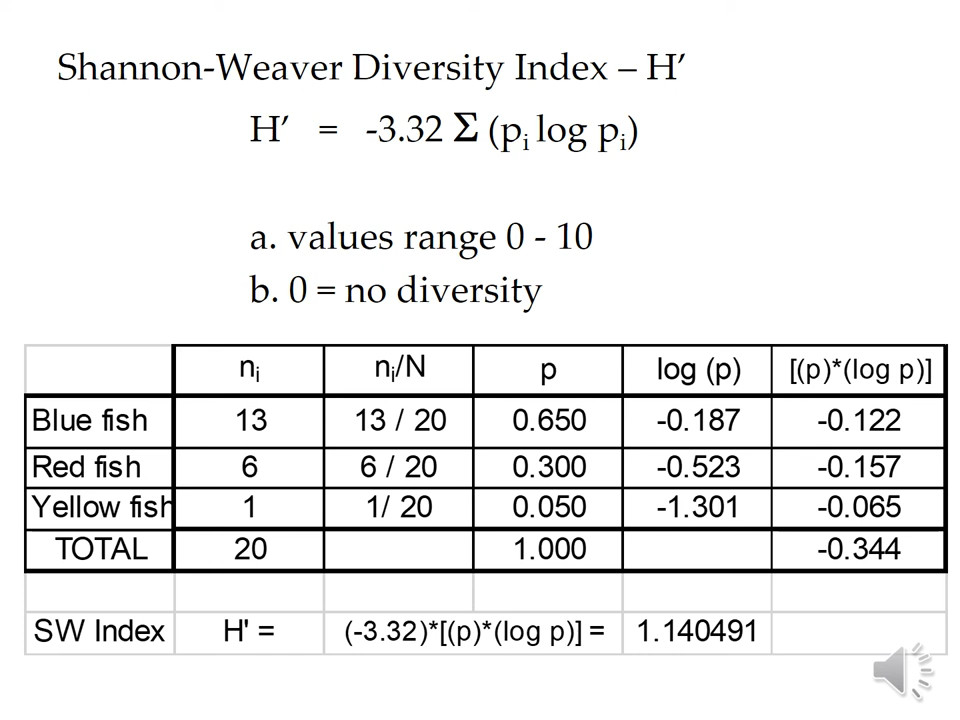 Shannon-Weaver Diversity Index – H’
H’ = -3.32 Σ (pi log pi)
a. values range 0 - 10
b. 0 = no diversity
ni ni/N p log (p) [(p)*(log p)]
Blue fish 13 13 / 20 0.650 -0.187 -0.122
Red fish 6 6 / 20 0.300 -0.523 -0.157
Yellow fish 1 1/ 20 0.050 -1.301 -0.065
TOTAL 20 1.000 -0.344
SW Index H' = (-3.32)*[(p)*(log p)] = 1.140491